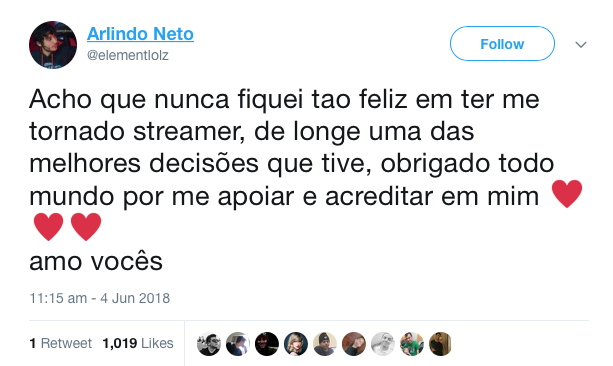 Arlindo Neto
@elementlolz
Follow
Acho que nunca fiquei tao feliz em ter me
tornado streamer, de longe uma das
melhores decisões que tive, obrigado todo
mundo por me apoiar e acreditar em mim ♥
♥♥
amo vocês
11:15 am - 4 Jun 2018
1 Retweet 1,019 Likes